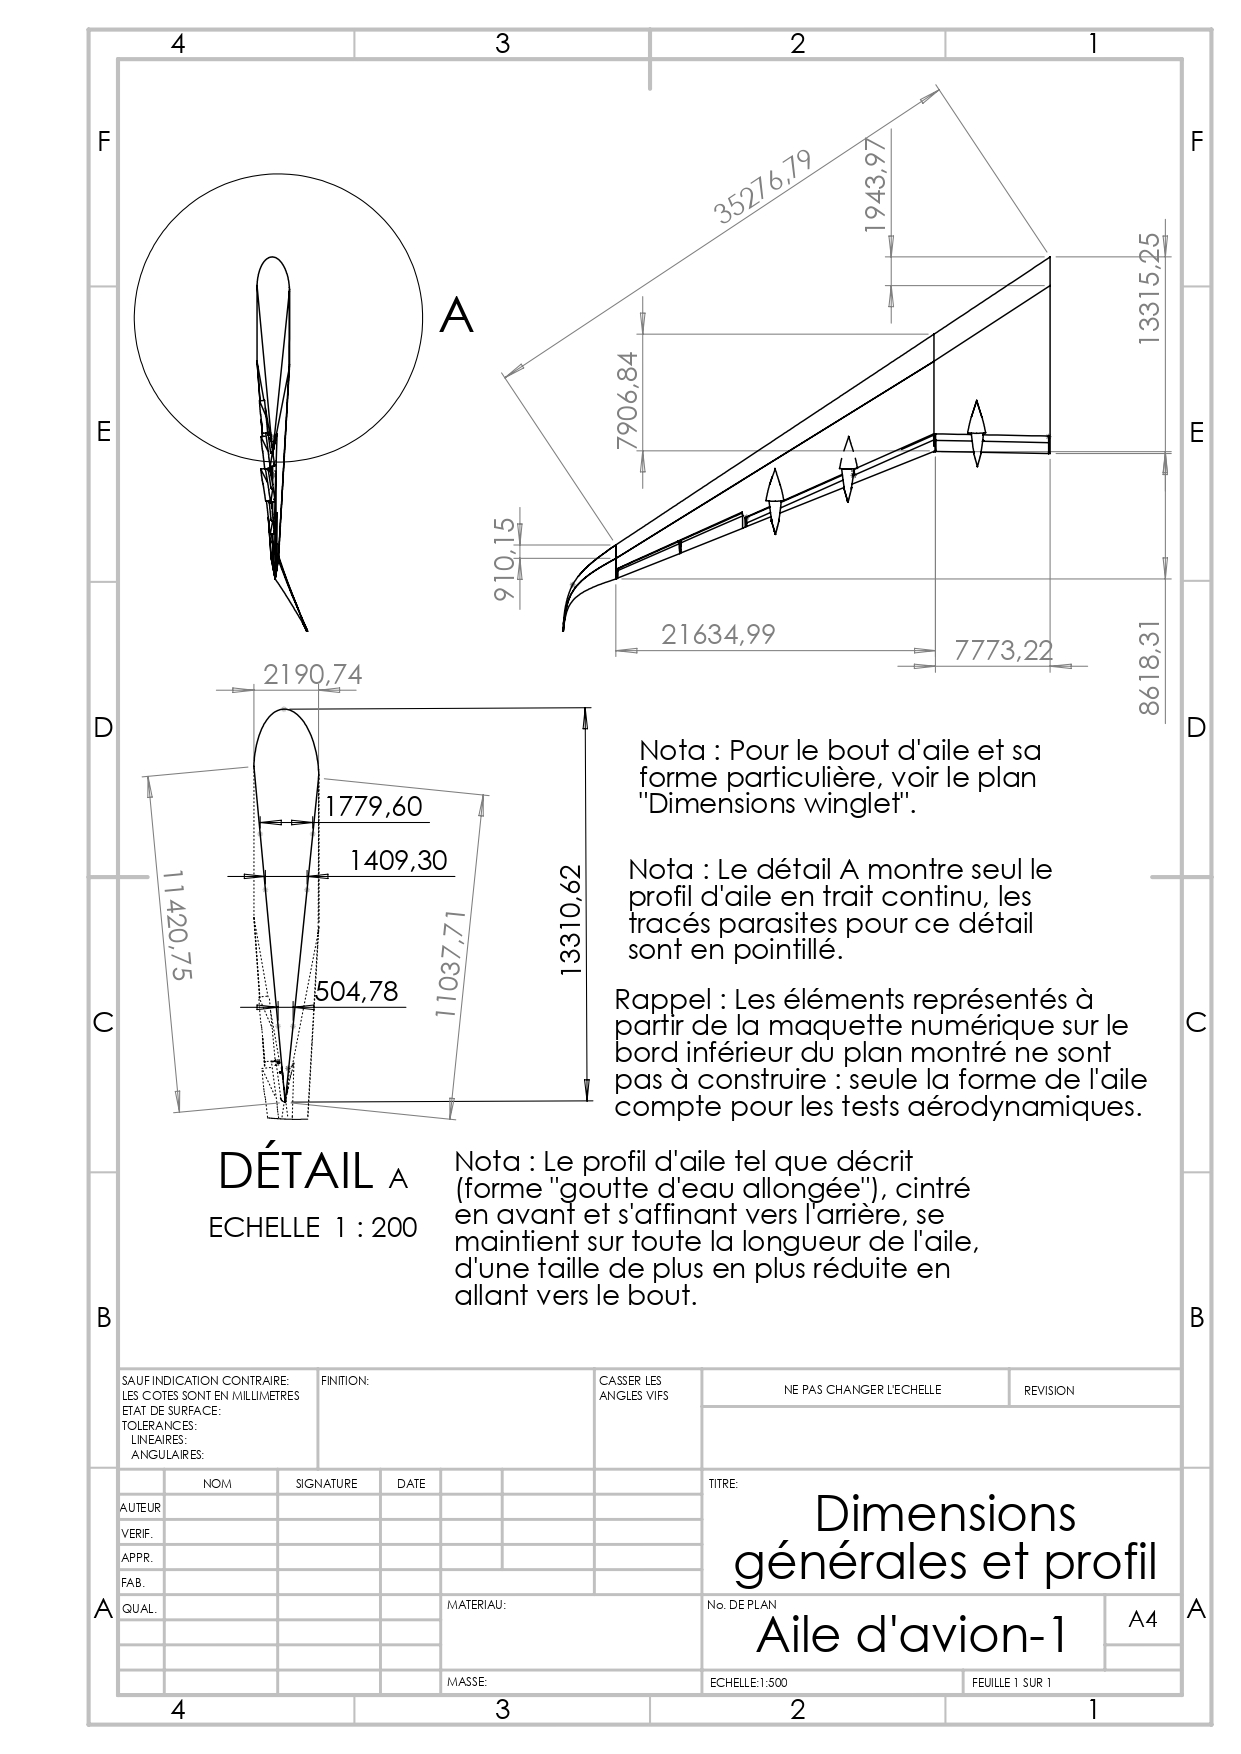 4 3 2 1
F F
E E
D D
C C
B B
A A
35276,79
1943,97
13315,25
A
7906,84
910,15
21634,99
7773,22
8618,31
2190,74
1779,60
1409,30
11420,75
13310,62
11037,71
504,78
DÉTAIL A
ECHELLE 1 : 200
Nota : Pour le bout d'aile et sa
forme particulière, voir le plan
"Dimensions winglet".
Nota : Le détail A montre seul le
profil d'aile en trait continu, les
tracés parasites pour ce détail
sont en pointillé.
Rappel : Les éléments représentés à
partir de la maquette numérique sur le
bord inférieur du plan montré ne sont
pas à construire : seule la forme de l'aile
compte pour les tests aérodynamiques.
Nota : Le profil d'aile tel que décrit
(forme "goutte d'eau allongée"), cintré
en avant et s'affinant vers l'arrière, se
maintient sur toute la longueur de l'aile,
d'une taille de plus en plus réduite en
allant vers le bout.
SAUF INDICATION CONTRAIRE:
LES COTES SONT EN MILLIMETRES
ETAT DE SURFACE:
TOLERANCES:
LINEAIRES:
ANGULAIRES:
FINITION:
CASSER LES
ANGLES VIFS
NE PAS CHANGER L'ECHELLE
REVISION
NOM SIGNATURE DATE
AUTEUR
VERIF.
APPR.
FAB.
QUAL.
MATERIAU:
MASSE:
TITRE:
Dimensions
générales et profil
No. DE PLAN
Aile d'avion-1
A4
ECHELLE:1:500
FEUILLE 1 SUR 1
4 3 2 1